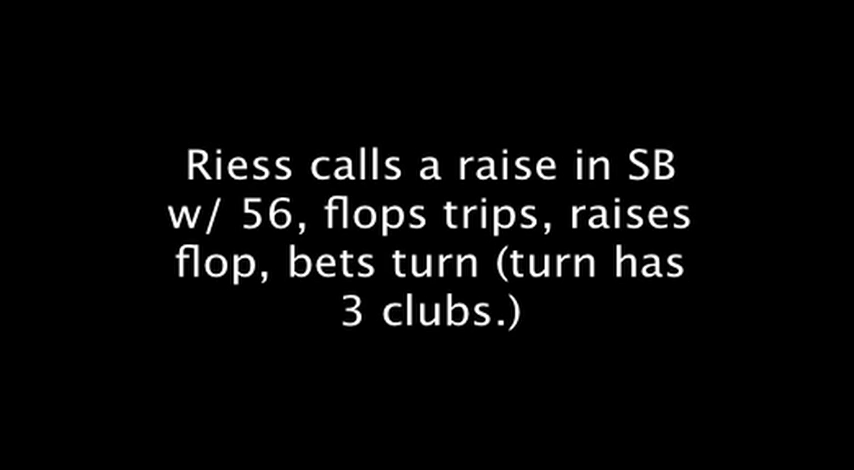 Riess calls a raise in SB
w/ 56, flops trips, raises
flop, bets turn (turn has
3 clubs.)